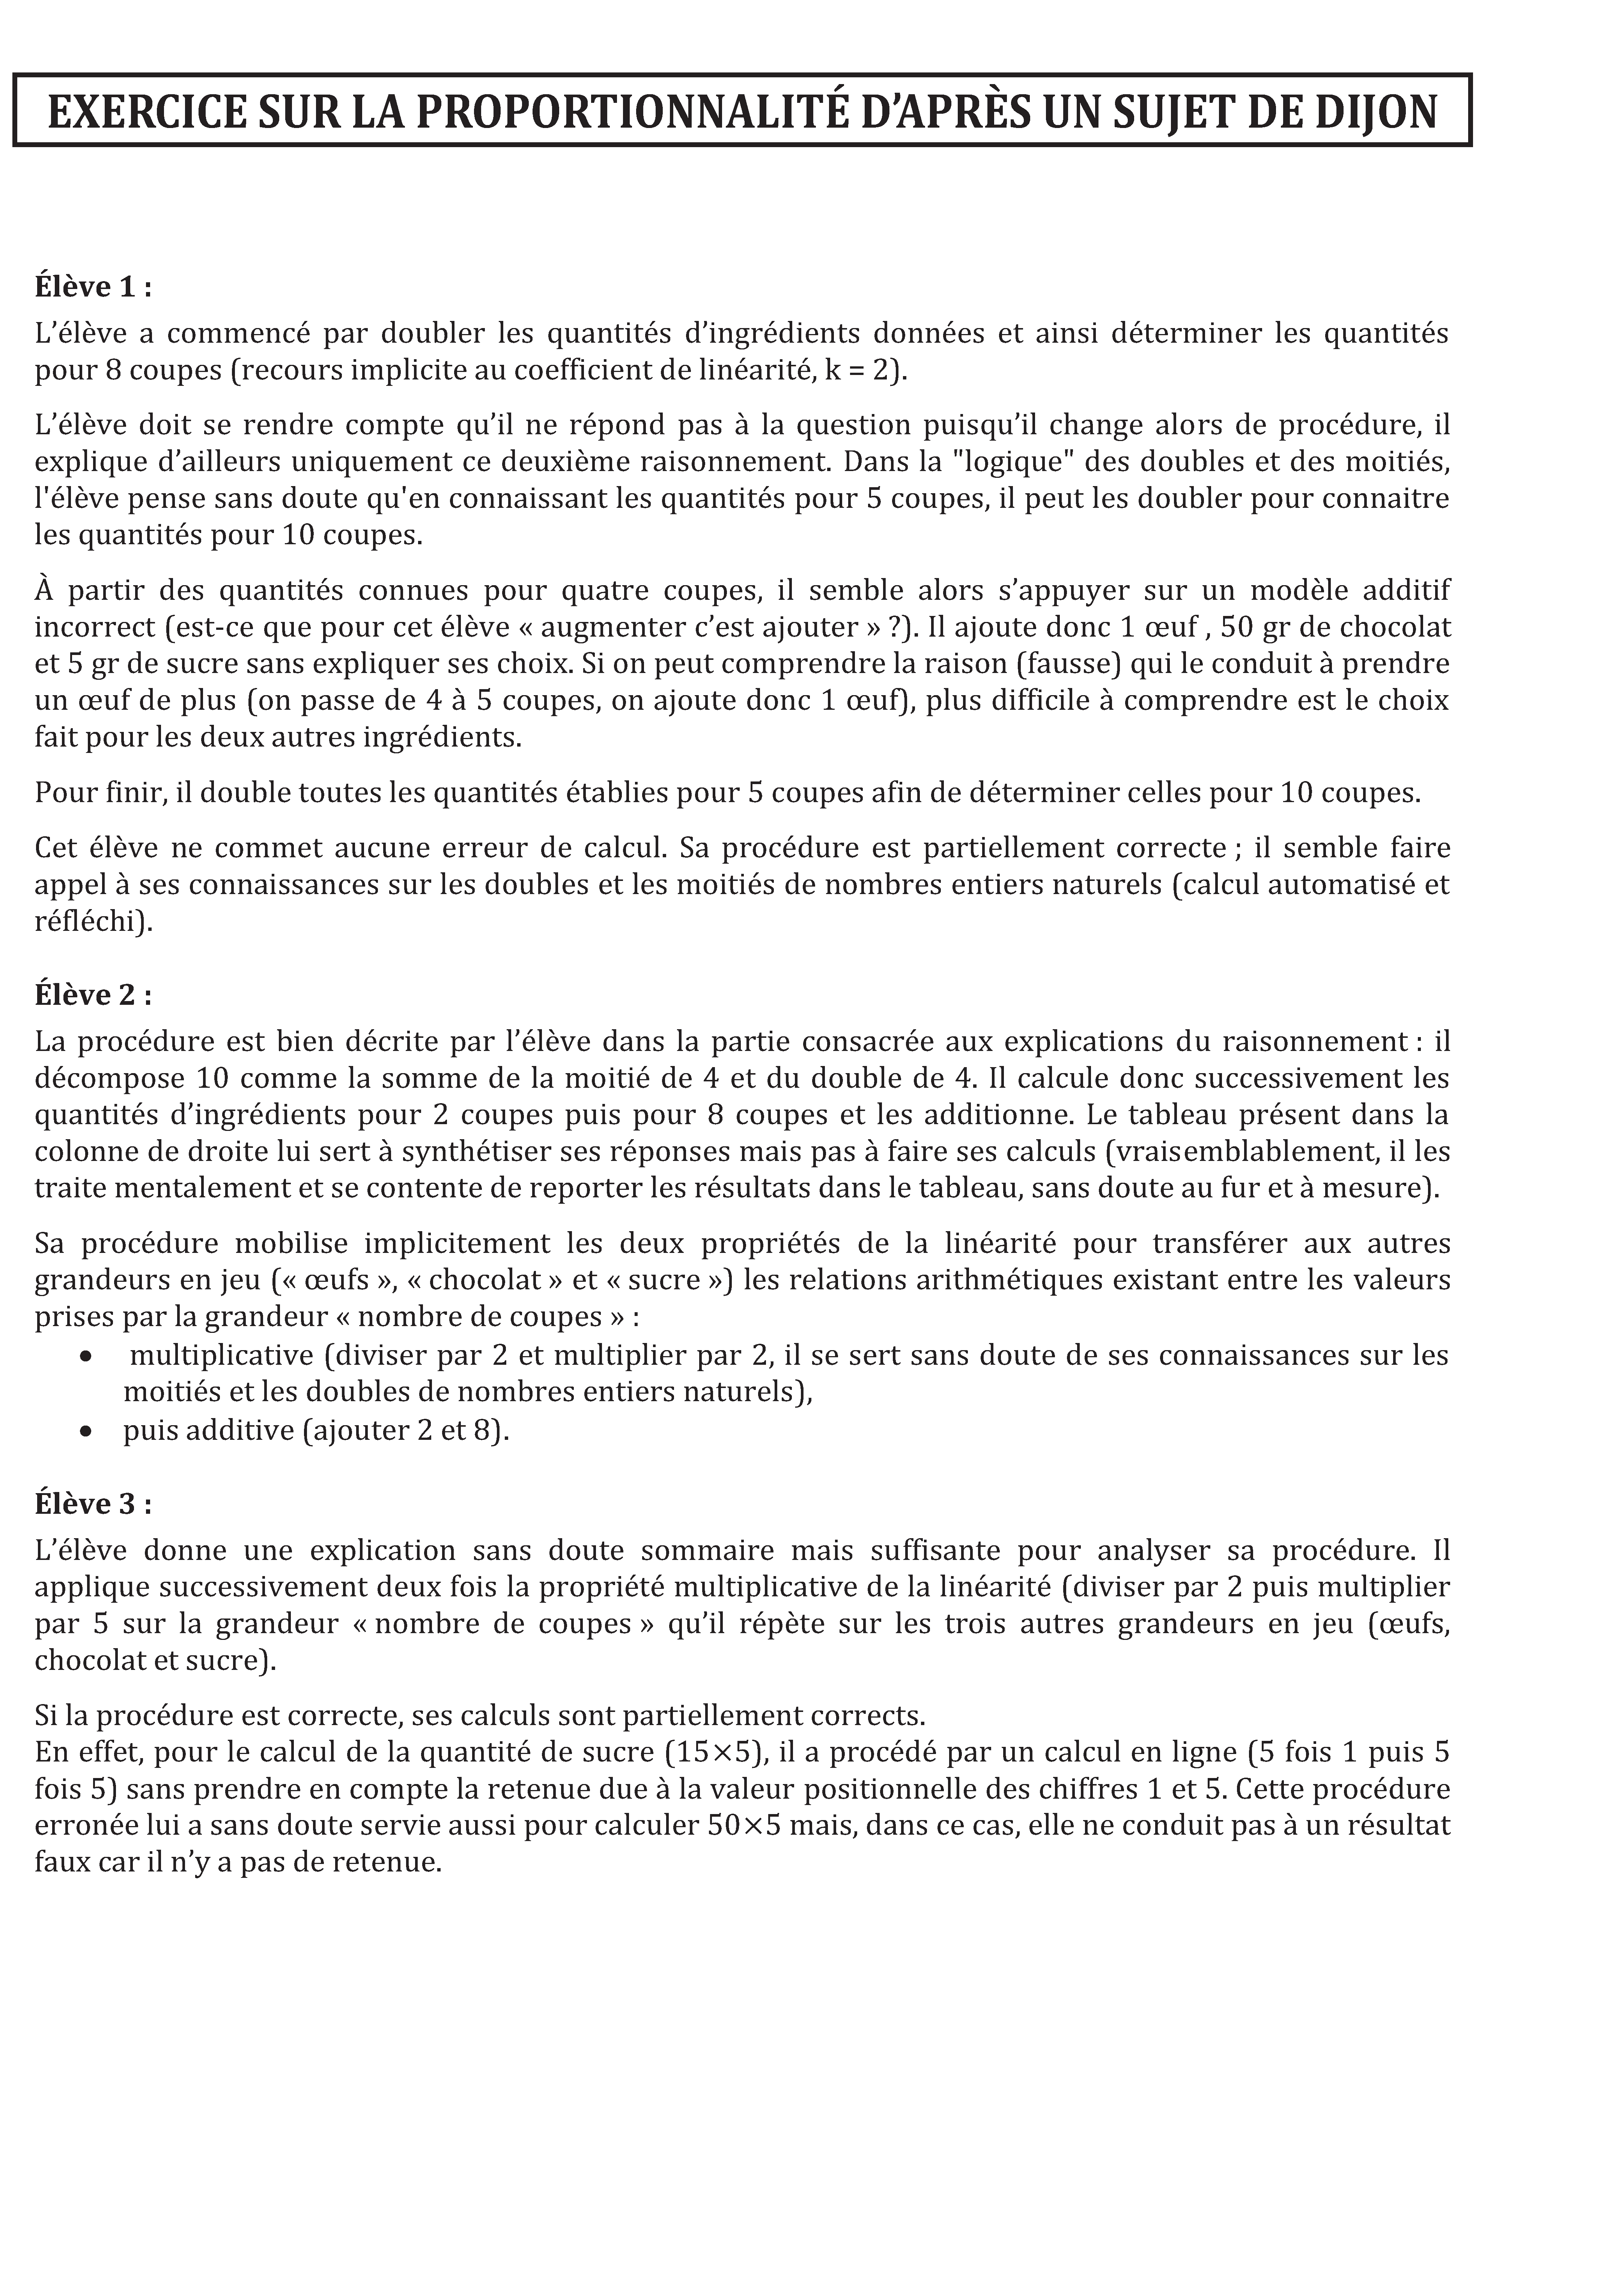 EXERCICE SUR LA PROPORTIONNALITÉ D’APRÈS UN SUJET DE DIJON
Élève 1 :
L’élève a commencé par doubler les quantités d’ingrédients données et ainsi déterminer les quantités
pour 8 coupes (recours implicite au coefficient de linéarité, k = 2).
L’élève doit se rendre compte qu’il ne répond pas à la question puisqu’il change alors de procédure, il
explique d’ailleurs uniquement ce deuxième raisonnement. Dans la "logique" des doubles et des moitiés,
l'élève pense sans doute qu'en connaissant les quantités pour 5 coupes, il peut les doubler pour connaitre
les quantités pour 10 coupes.
À partir des quantités connues pour quatre coupes, il semble alors s’appuyer sur un modèle additif
incorrect (est-ce que pour cet élève « augmenter c’est ajouter » ?). Il ajoute donc 1 œuf , 50 gr de chocolat
et 5 gr de sucre sans expliquer ses choix. Si on peut comprendre la raison (fausse) qui le conduit à prendre
un œuf de plus (on passe de 4 à 5 coupes, on ajoute donc 1 œuf), plus difficile à comprendre est le choix
fait pour les deux autres ingrédients.
Pour finir, il double toutes les quantités établies pour 5 coupes afin de déterminer celles pour 10 coupes.
Cet élève ne commet aucune erreur de calcul. Sa procédure est partiellement correcte ; il semble faire
appel à ses connaissances sur les doubles et les moitiés de nombres entiers naturels (calcul automatisé et
réfléchi).
Élève 2 :
La procédure est bien décrite par l’élève dans la partie consacrée aux explications du raisonnement : il
décompose 10 comme la somme de la moitié de 4 et du double de 4. Il calcule donc successivement les
quantités d’ingrédients pour 2 coupes puis pour 8 coupes et les additionne. Le tableau présent dans la
colonne de droite lui sert à synthétiser ses réponses mais pas à faire ses calculs (vraisemblablement, il les
traite mentalement et se contente de reporter les résultats dans le tableau, sans doute au fur et à mesure).
Sa procédure mobilise implicitement les deux propriétés de la linéarité pour transférer aux autres
grandeurs en jeu (« œufs », « chocolat » et « sucre ») les relations arithmétiques existant entre les valeurs
prises par la grandeur « nombre de coupes » :
• multiplicative (diviser par 2 et multiplier par 2, il se sert sans doute de ses connaissances sur les
moitiés et les doubles de nombres entiers naturels),
• puis additive (ajouter 2 et 8).
Élève 3 :
L’élève donne une explication sans doute sommaire mais suffisante pour analyser sa procédure. Il
applique successivement deux fois la propriété multiplicative de la linéarité (diviser par 2 puis multiplier
par 5 sur la grandeur « nombre de coupes » qu’il répète sur les trois autres grandeurs en jeu (œufs,
chocolat et sucre).
Si la procédure est correcte, ses calculs sont partiellement corrects.
En effet, pour le calcul de la quantité de sucre (15×5), il a procédé par un calcul en ligne (5 fois 1 puis 5
fois 5) sans prendre en compte la retenue due à la valeur positionnelle des chiffres 1 et 5. Cette procédure
erronée lui a sans doute servie aussi pour calculer 50×5 mais, dans ce cas, elle ne conduit pas à un résultat
faux car il n’y a pas de retenue.